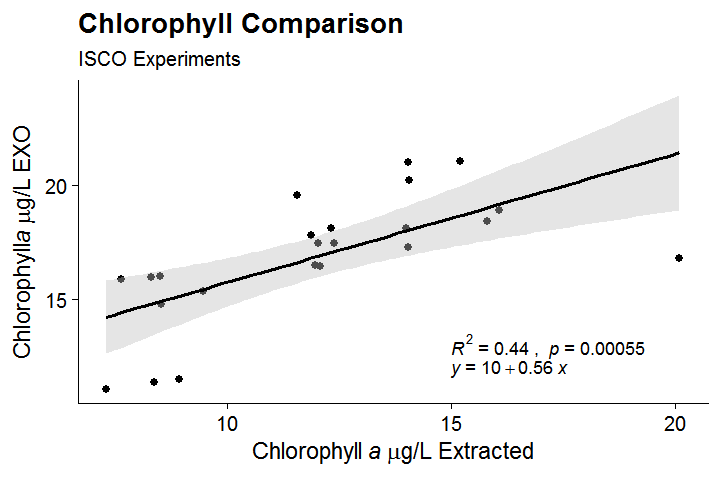 Chlorophyll Comparison
ISCO Experiments
Chlorophylla μg/L EXO
20
15
R² = 0.44 , p = 0.00055
y = 10 + 0.56 x
10 15 20
Chlorophyll a μg/L Extracted